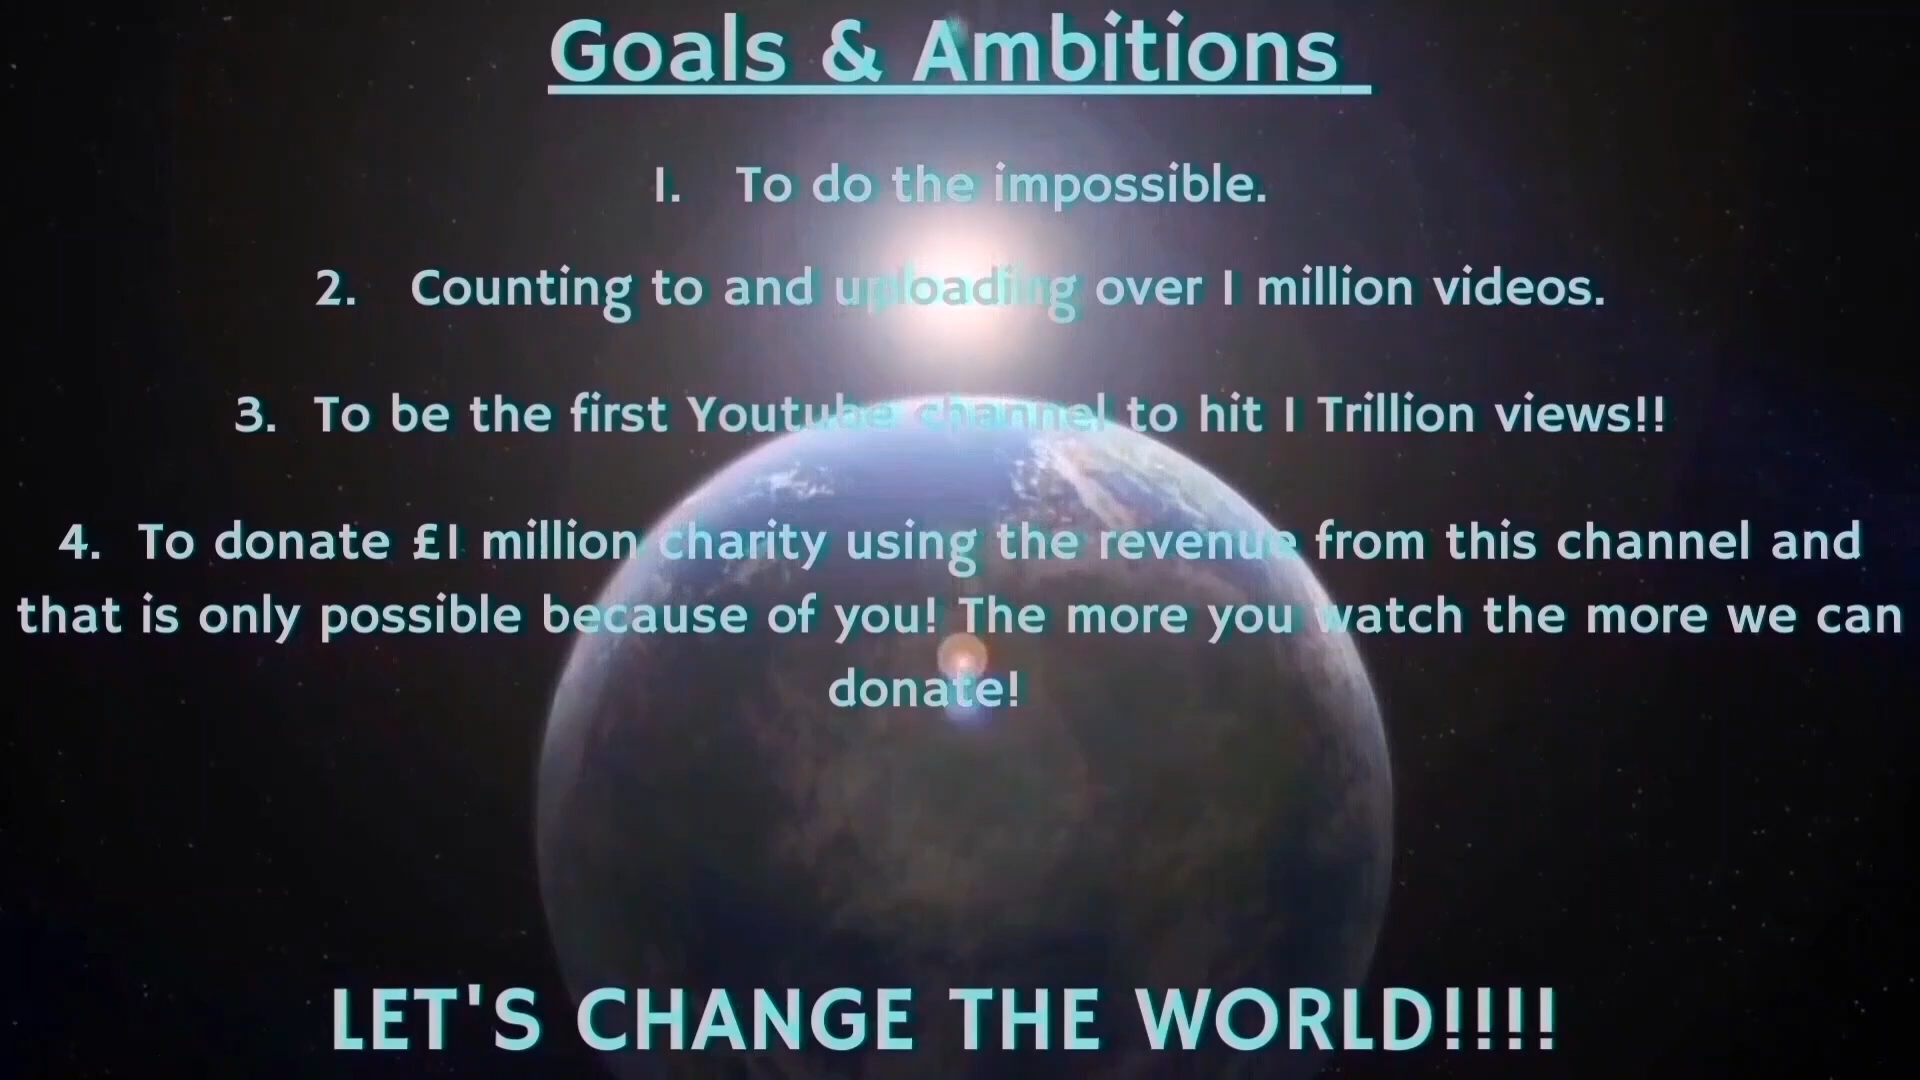 Goals & Ambitions
1. To do the impossible.
2. Counting to and uploading over 1 million videos.
3. To be the first Youtube channel to hit 1 Trillion views!!
4. To donate £1 million charity using the revenue from this channel and
that is only possible because of you! The more you watch the more we can
donate!
LET'S CHANGE THE WORLD!!!!